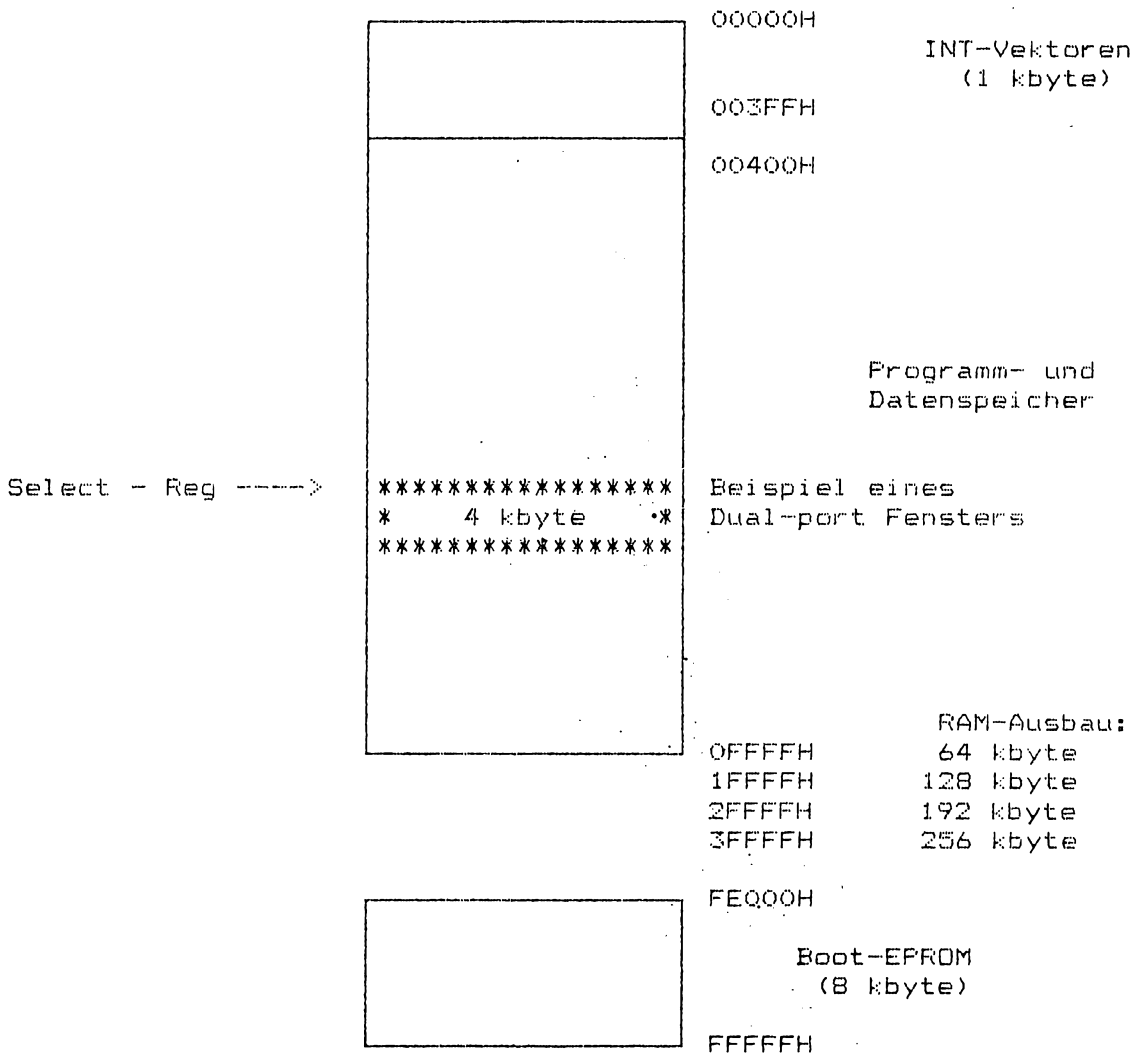 00000H
INT-Vektoren
(1 kbyte)
003FFH
00400H
Programm- und
Datenspeicher
Select - Reg ---->
***************** Beispiel eines
* 4 kbyte * Dual-port Fensters
*****************
RAM-Ausbau:
0FFFFH 64 kbyte
1FFFFH 128 kbyte
2FFFFH 192 kbyte
3FFFFH 256 kbyte
FE000H
Boot-EPROM
(8 kbyte)
FFFFFH